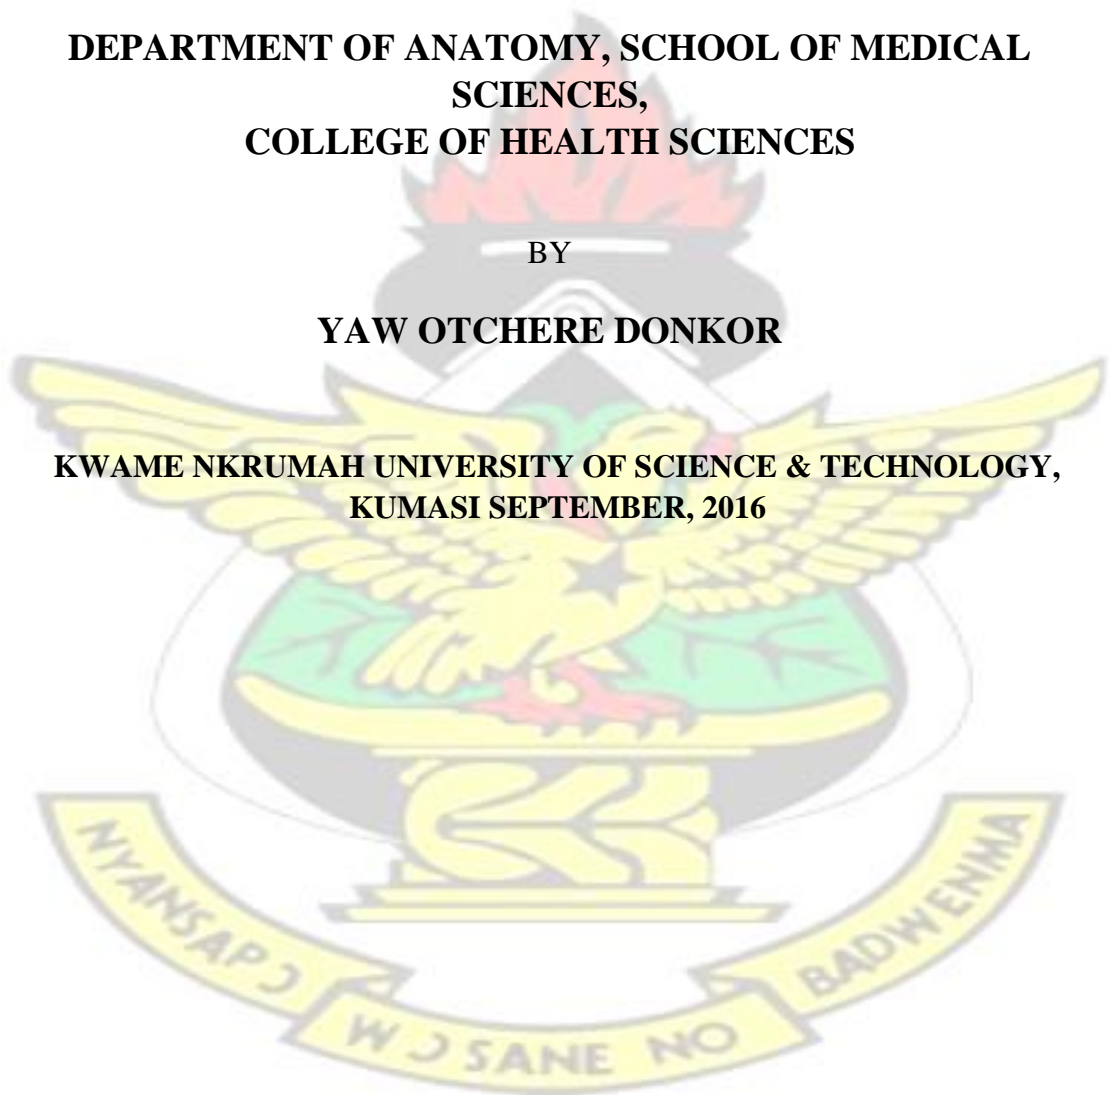 DEPARTMENT OF ANATOMY, SCHOOL OF MEDICAL
SCIENCES,
COLLEGE OF HEALTH SCIENCES
BY
YAW OTCHERE DONKOR
KWAME NKRUMAH UNIVERSITY OF SCIENCE & TECHNOLOGY,
KUMASI SEPTEMBER, 2016
NYANSAPƆ
WƆSANE NO
BADWENMA